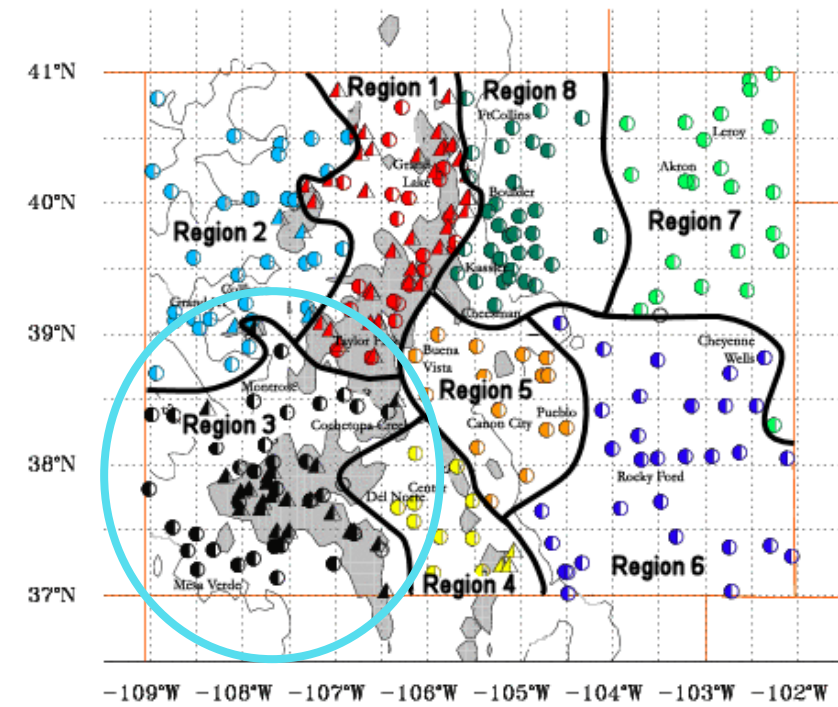 41°N
Region 1
Region 8
FtCollins
Leroy
Grand
Lake
Akron
40°N
Boulder
Region 2
Region 7
Kassler
Cheesman
39°N
Taylor
Buena
Vista
Cheyenne
Wells
Montrose
Region 5
Region 3
Cochetopa Creek
Pueblo
Canon City
38°N
Rocky Ford
Center
Del Norte
Mesa Verde
Region 4
Region 6
37°N
-109°W -108°W -107°W -106°W -105°W -104°W -103°W -102°W